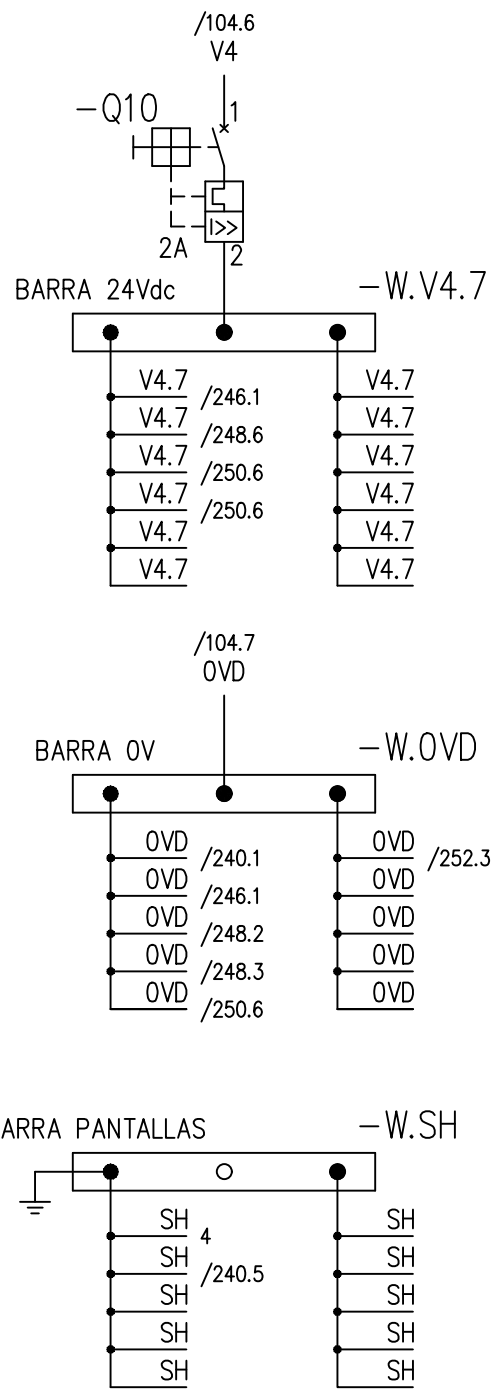 /104.6
V4
-Q10
1
I>>
2A
2
BARRA 24Vdc
-W.V4.7
V4.7 /246.1 V4.7
V4.7 /248.6 V4.7
V4.7 /250.6 V4.7
V4.7 /250.6 V4.7
V4.7 V4.7
V4.7 V4.7
/104.7
0VD
BARRA 0V
-W.0VD
0VD /240.1 0VD /252.3
0VD /246.1 0VD
0VD /248.2 0VD
0VD /248.3 0VD
0VD /250.6 0VD
ARRA PANTALLAS
-W.SH
SH 4 SH
SH /240.5 SH
SH SH
SH SH
SH SH